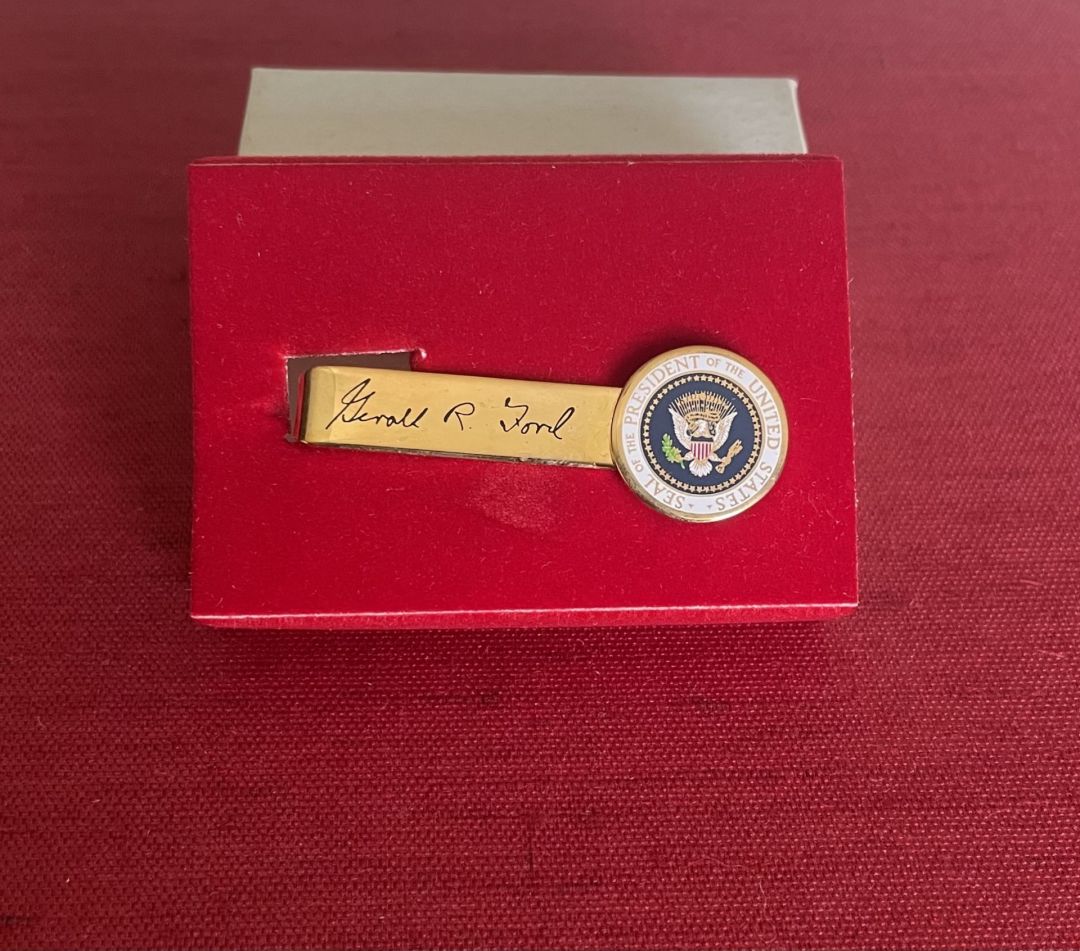 Gerald R. Ford
SEAL OF THE PRESIDENT OF THE UNITED STATES